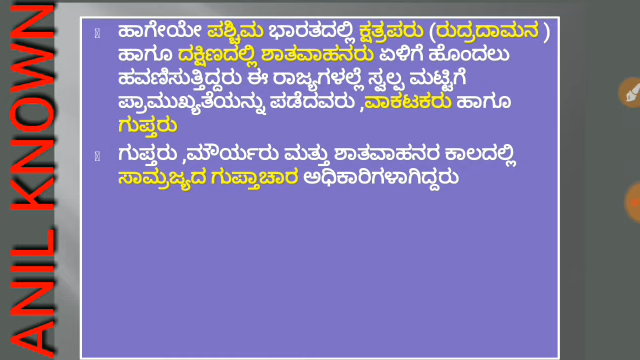 ANIL KNOWN
ಹಾಗೇಯೇ ಪಶ್ಚಿಮ ಭಾರತದಲ್ಲಿ ಕ್ಷತ್ರಪರು (ರುದ್ರದಾಮನ )
ಹಾಗೂ ದಕ್ಷಿಣದಲ್ಲಿ ಶಾತವಾಹನರು ಏಳಿಗೆ ಹೊಂದಲು
ಹವಣಿಸುತ್ತಿದ್ದರು ಈ ರಾಜ್ಯಗಳಲ್ಲೆ ಸ್ವಲ್ಪ ಮಟ್ಟಿಗೆ
ಪ್ರಾಮುಖ್ಯತೆಯನ್ನು ಪಡೆದವರು ,ವಾಕಟಕರು ಹಾಗೂ
ಗುಪ್ತರು
ಗುಪ್ತರು ,ಮೌರ್ಯರು ಮತ್ತು ಶಾತವಾಹನರ ಕಾಲದಲ್ಲಿ
ಸಾಮ್ರಜ್ಯದ ಗುಪ್ತಾಚಾರ ಅಧಿಕಾರಿಗಳಾಗಿದ್ದರು